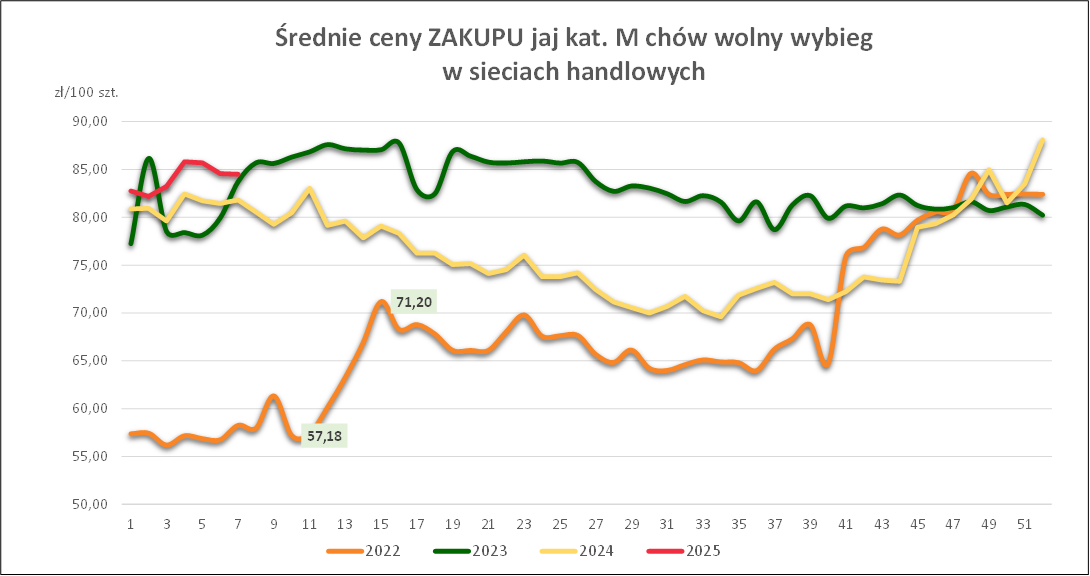 Średnie ceny ZAKUPU jaj kat. M chów wolny wybieg
w sieciach handlowych
zł/100 szt.
90,00
85,00
80,00
75,00
70,00
65,00
60,00
55,00
50,00
71,20
57,18
1 3 5 7 9 11 13 15 17 19 21 23 25 27 29 31 33 35 37 39 41 43 45 47 49 51
2022 2023 2024 2025